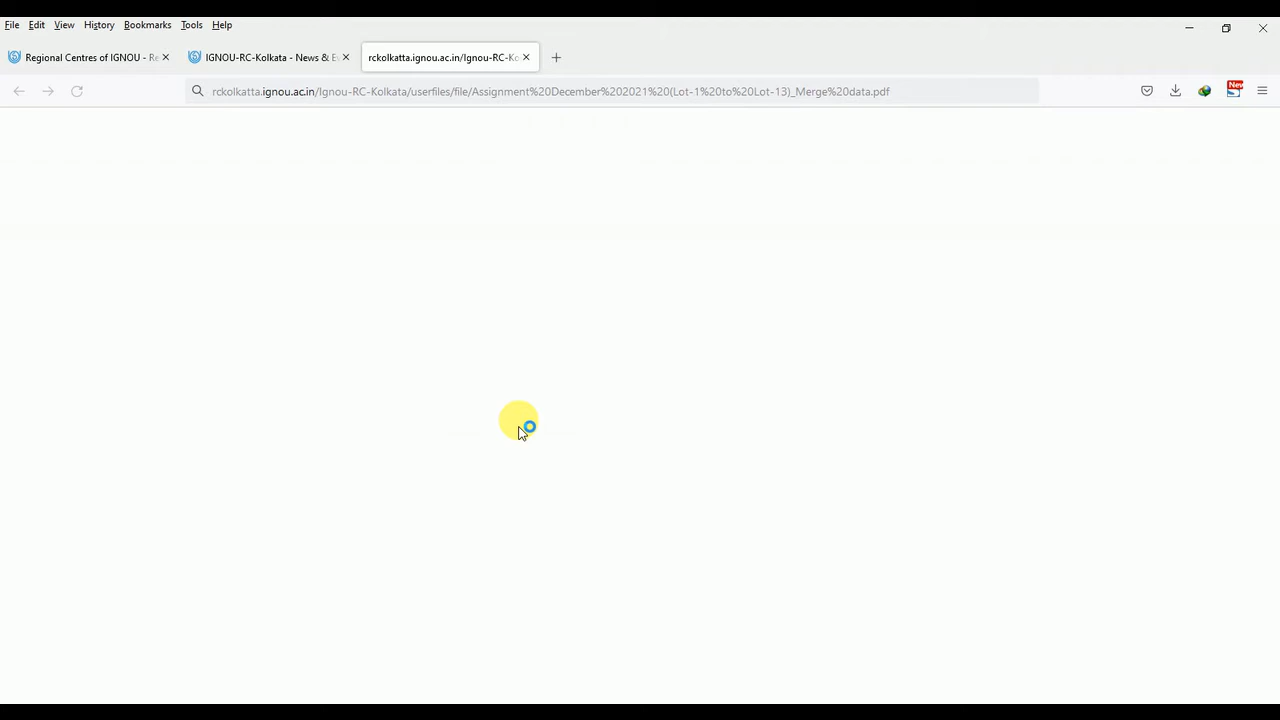 File Edit View History Bookmarks Tools Help
Regional Centres of IGNOU - Re IGNOU-RC-Kolkata - News & E rckolkatta.ignou.ac.in/Ignou-RC-Ko
rckolkatta.ignou.ac.in/Ignou-RC-Kolkata/userfiles/file/Assignment%20December%202021%20(Lot-1%20to%20Lot-13)_Merge%20data.pdf
New